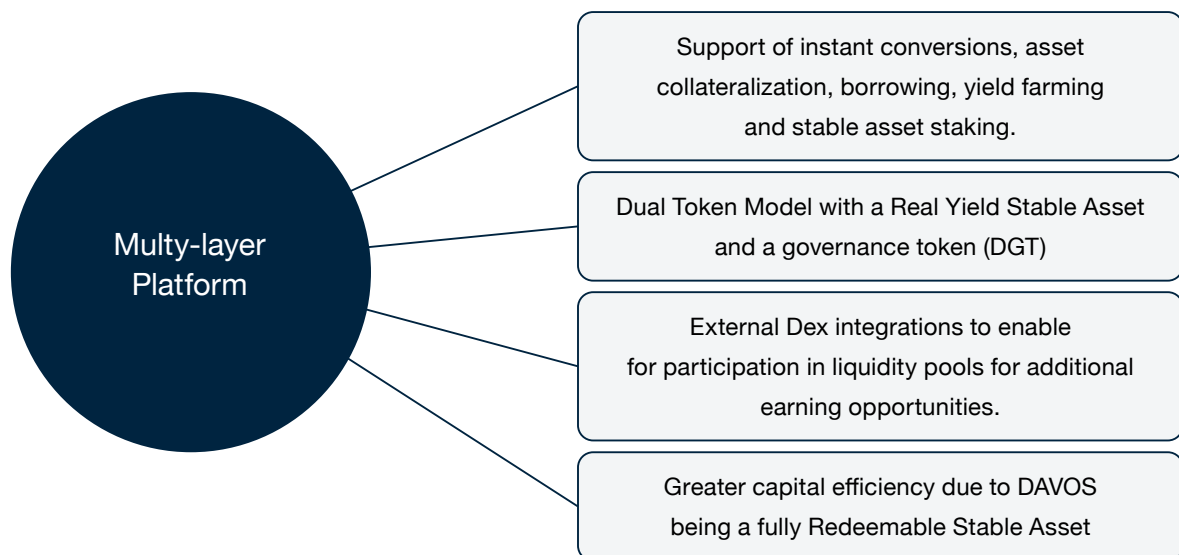 Multy-layer
Platform
Support of instant conversions, asset
collateralization, borrowing, yield farming
and stable asset staking.
Dual Token Model with a Real Yield Stable Asset
and a governance token (DGT)
External Dex integrations to enable
for participation in liquidity pools for additional
earning opportunities.
Greater capital efficiency due to DAVOS
being a fully Redeemable Stable Asset